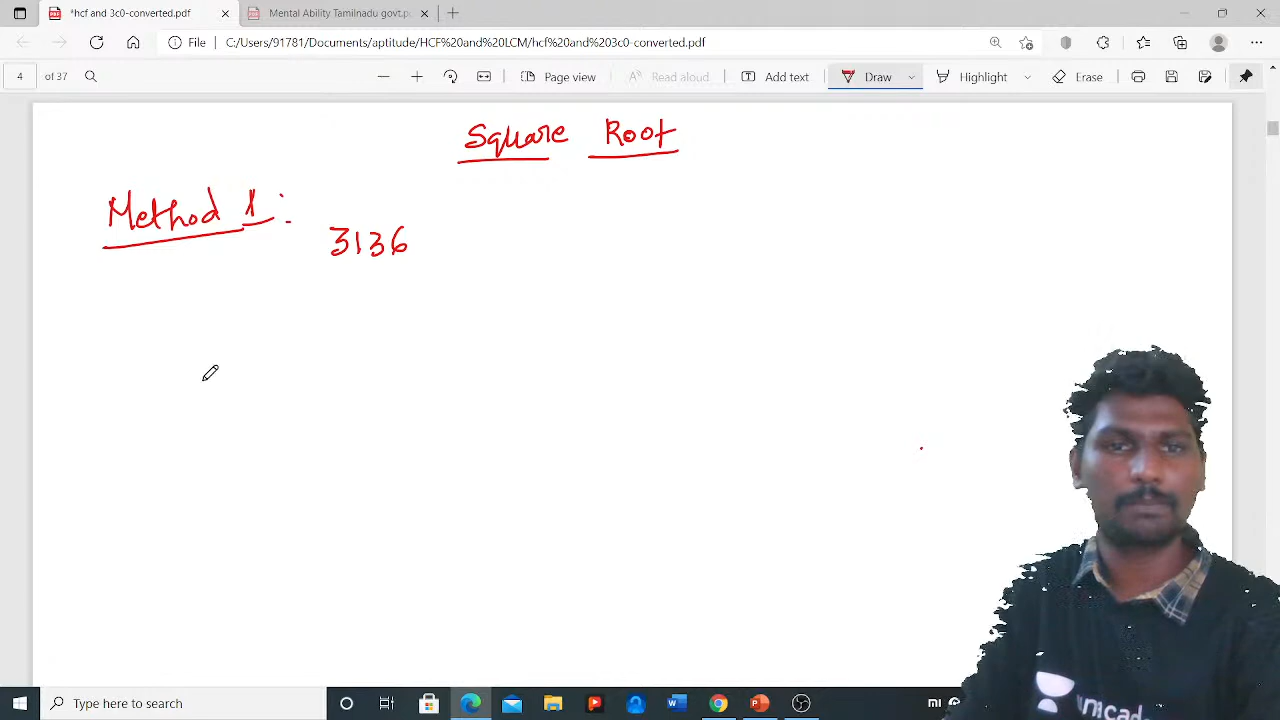 *hcf and 3c0-converted.pdf
Mental Ability Tamilnadu govt.p
File C:/Users/91781/Documents/aptitude/HCF%20and%20LCM/hcf%20and%203c0-converted.pdf
4 of 37 Page view Read aloud Add text Draw Highlight Erase
Square Root
Method 1:
3136
Type here to search